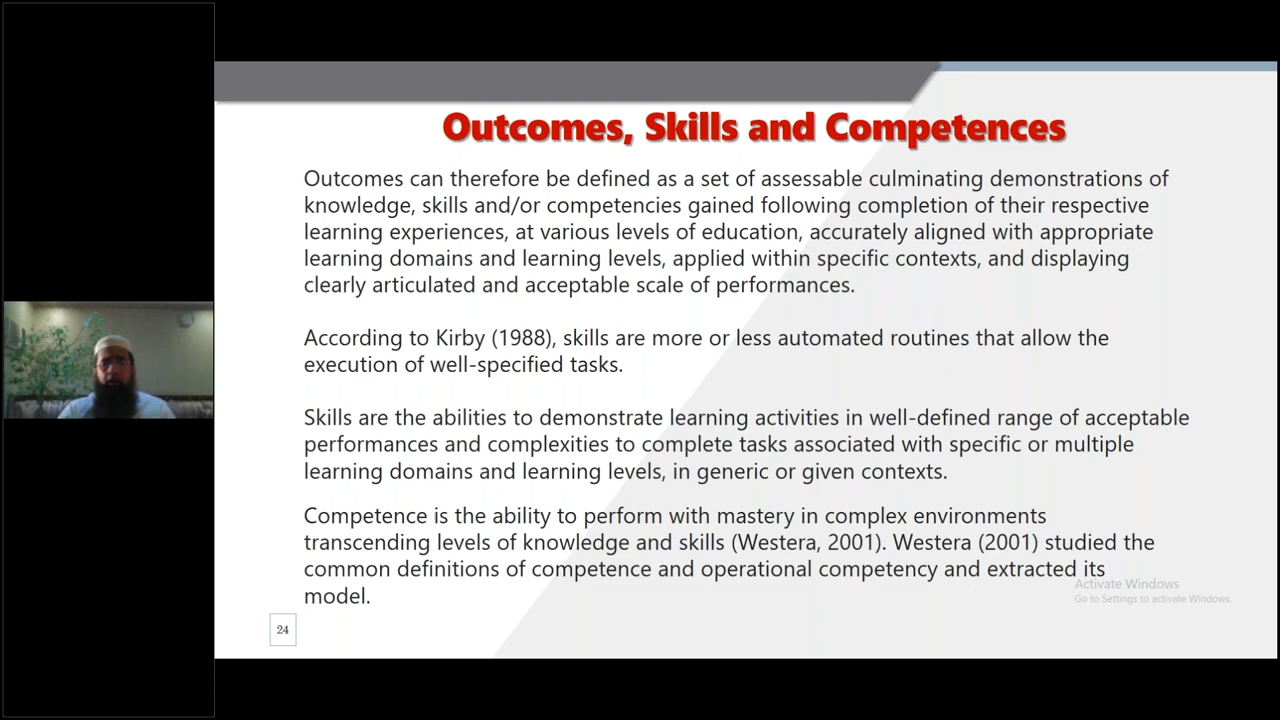 Outcomes, Skills and Competences
Outcomes can therefore be defined as a set of assessable culminating demonstrations of
knowledge, skills and/or competencies gained following completion of their respective
learning experiences, at various levels of education, accurately aligned with appropriate
learning domains and learning levels, applied within specific contexts, and displaying
clearly articulated and acceptable scale of performances.
According to Kirby (1988), skills are more or less automated routines that allow the
execution of well-specified tasks.
Skills are the abilities to demonstrate learning activities in well-defined range of acceptable
performances and complexities to complete tasks associated with specific or multiple
learning domains and learning levels, in generic or given contexts.
Competence is the ability to perform with mastery in complex environments
transcending levels of knowledge and skills (Westera, 2001). Westera (2001) studied the
common definitions of competence and operational competency and extracted its
model.
Activate Windows
Go to Settings to activate Windows.
24